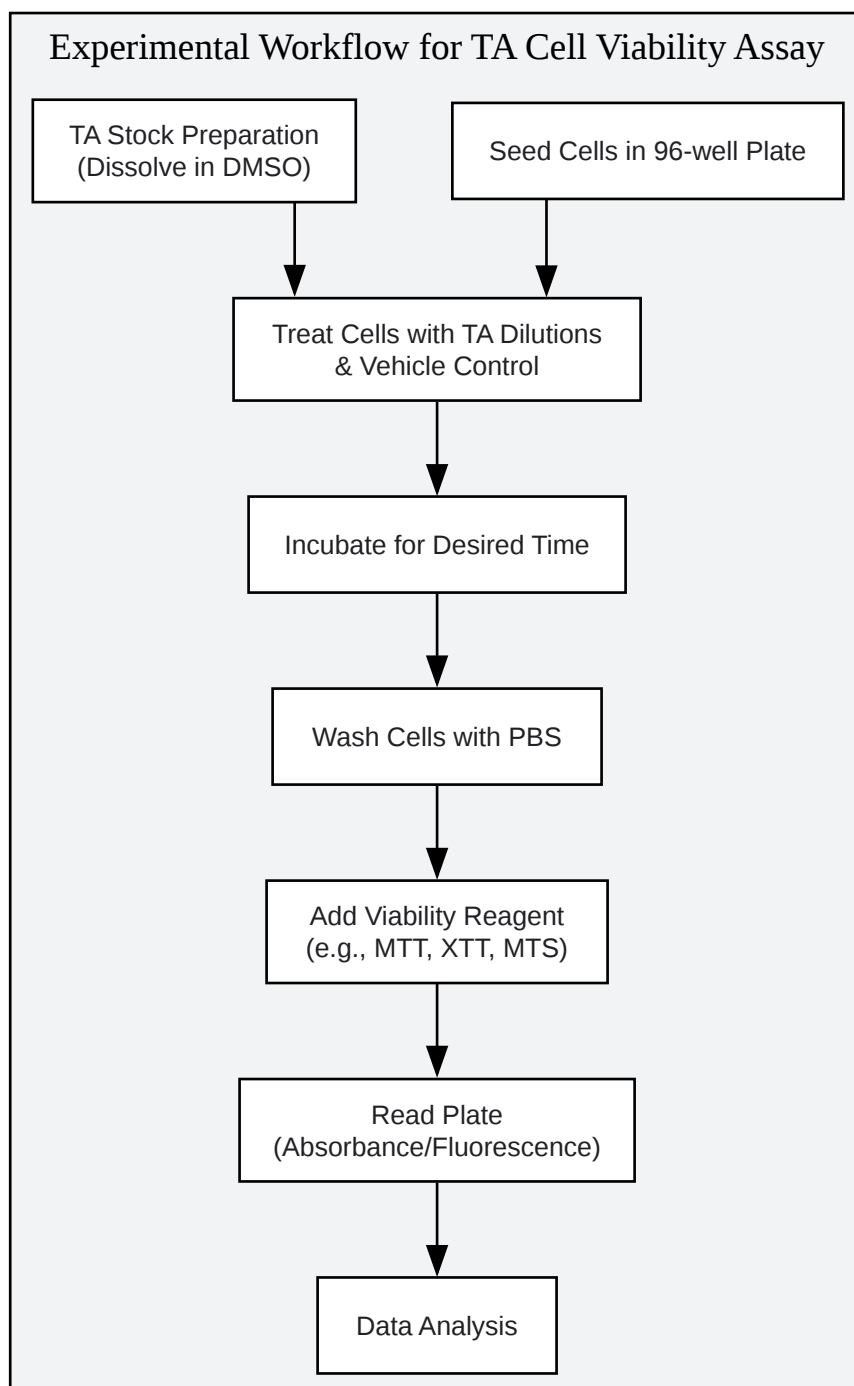 Experimental Workflow for TA Cell Viability Assay
TA Stock Preparation
(Dissolve in DMSO)
Seed Cells in 96-well Plate
Treat Cells with TA Dilutions
& Vehicle Control
Incubate for Desired Time
Wash Cells with PBS
Add Viability Reagent
(e.g., MTT, XTT, MTS)
Read Plate
(Absorbance/Fluorescence)
Data Analysis